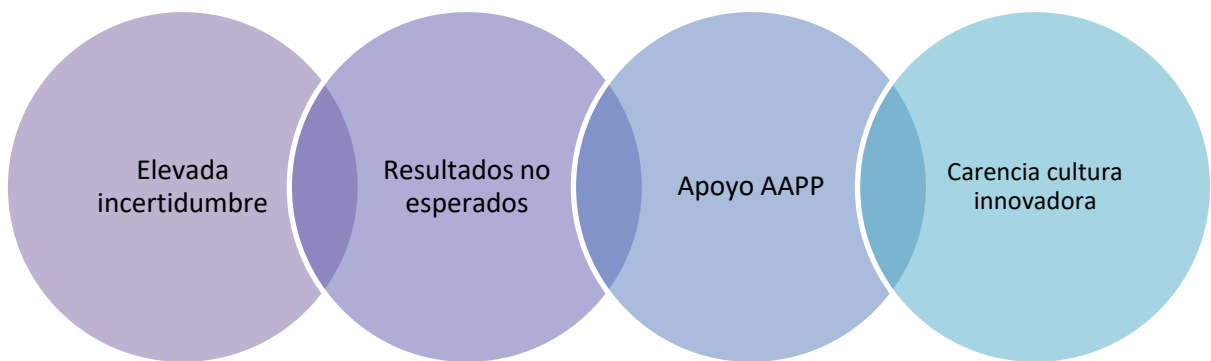 Elevada
incertidumbre
Resultados no
esperados
Apoyo AAPP
Carencia cultura
innovadora